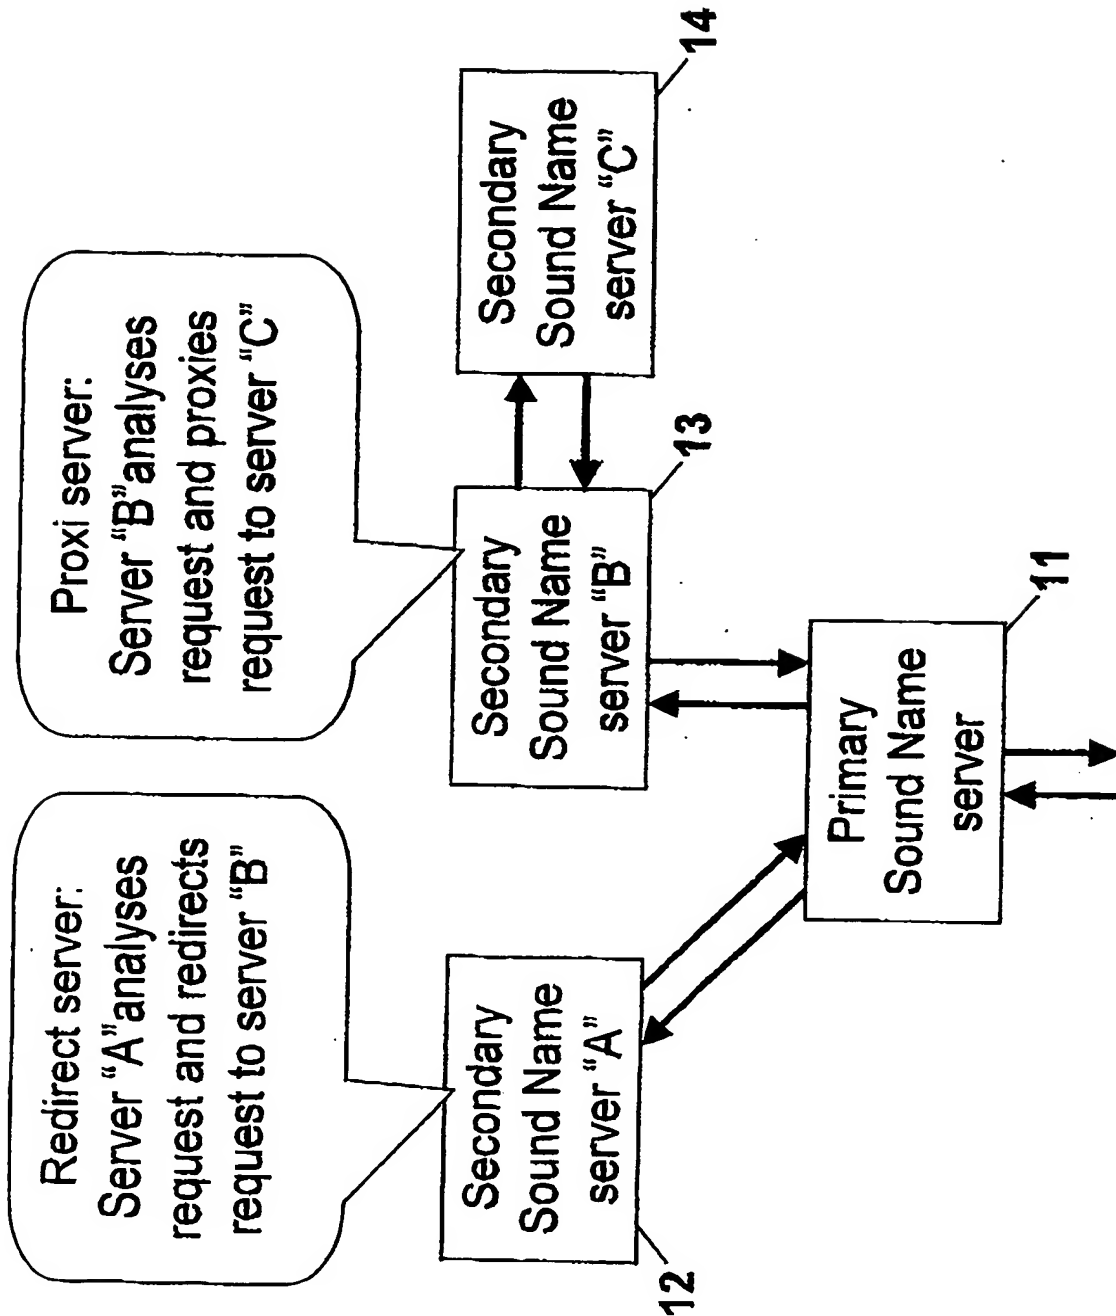 Redirect server:
Server “A” analyses
request and redirects
request to server “B”
Proxi server:
Server “B” analyses
request and proxies
request to server “C”
Secondary
Sound Name
server “A”
12
Secondary
Sound Name
server “B”
13
Secondary
Sound Name
server “C”
14
Primary
Sound Name
server
11